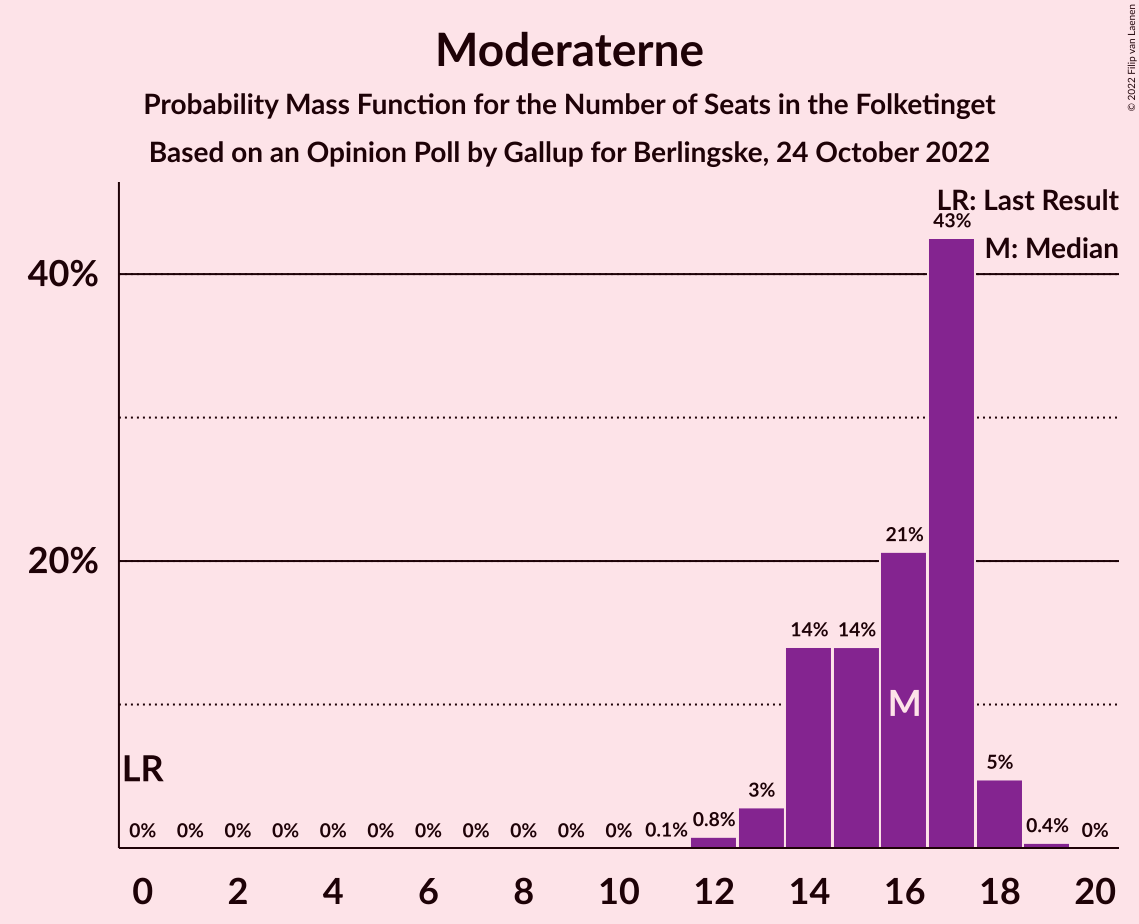 Moderaterne
Probability Mass Function for the Number of Seats in the Folketinget
Based on an Opinion Poll by Gallup for Berlingske, 24 October 2022
© 2022 Filip van Laenen
LR: Last Result
M: Median
40%
20%
LR
0% 0% 0% 0% 0% 0% 0% 0% 0% 0% 0% 0.1% 0.8% 3% 14% 14% 21% 43% 5% 0.4% 0%
M
0 2 4 6 8 10 12 14 16 18 20